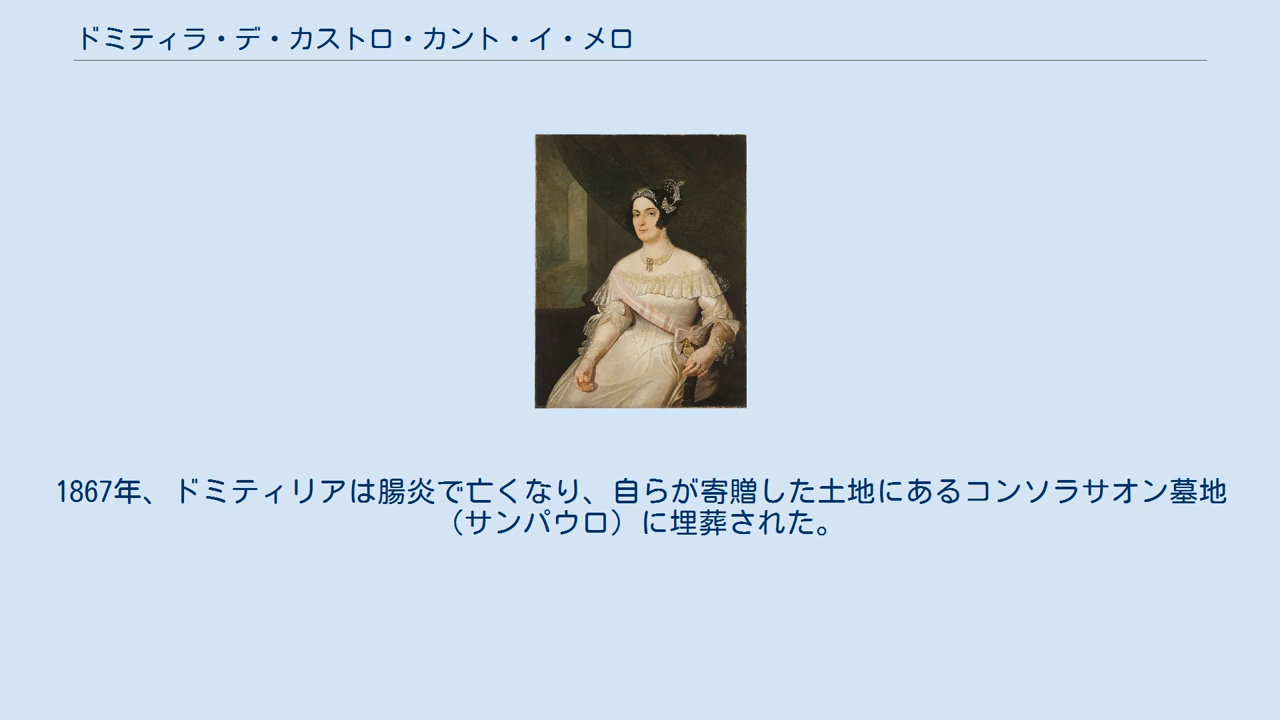 ドミティラ・デ・カストロ・カント・イ・メロ
1867年、ドミティリアは腸炎で亡くなり、自らが寄贈した土地にあるコンソラサオン墓地
（サンパウロ）に埋葬された。